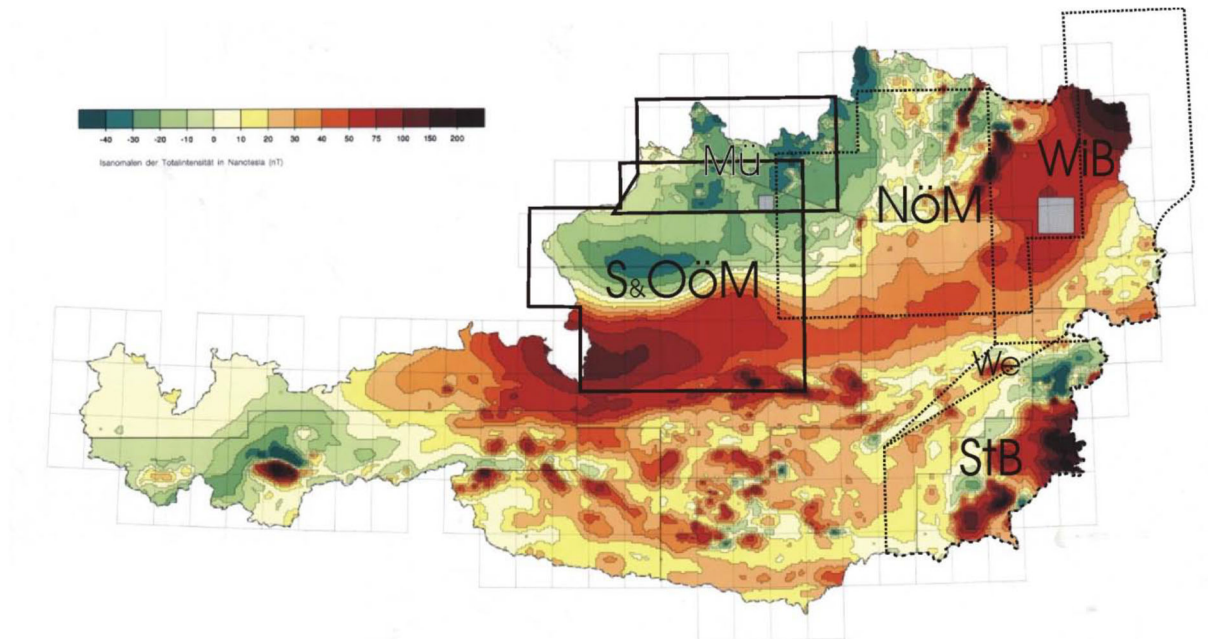 -40 -30 -20 -10 0 10 20 30 40 50 75 100 150 200
Isanomalen der Totalintensität in Nanotesla (nT)
Mü
WiB
NöM
S&OöM
We
StB